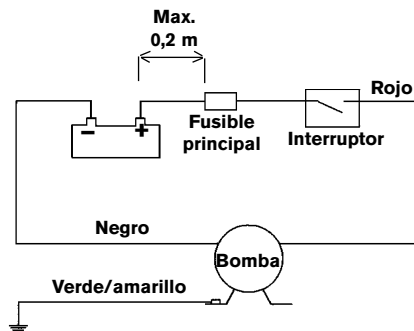 Max.
0,2 m
Rojo
- +
Fusible
principal
Interruptor
Negro
Bomba
Verde/amarillo